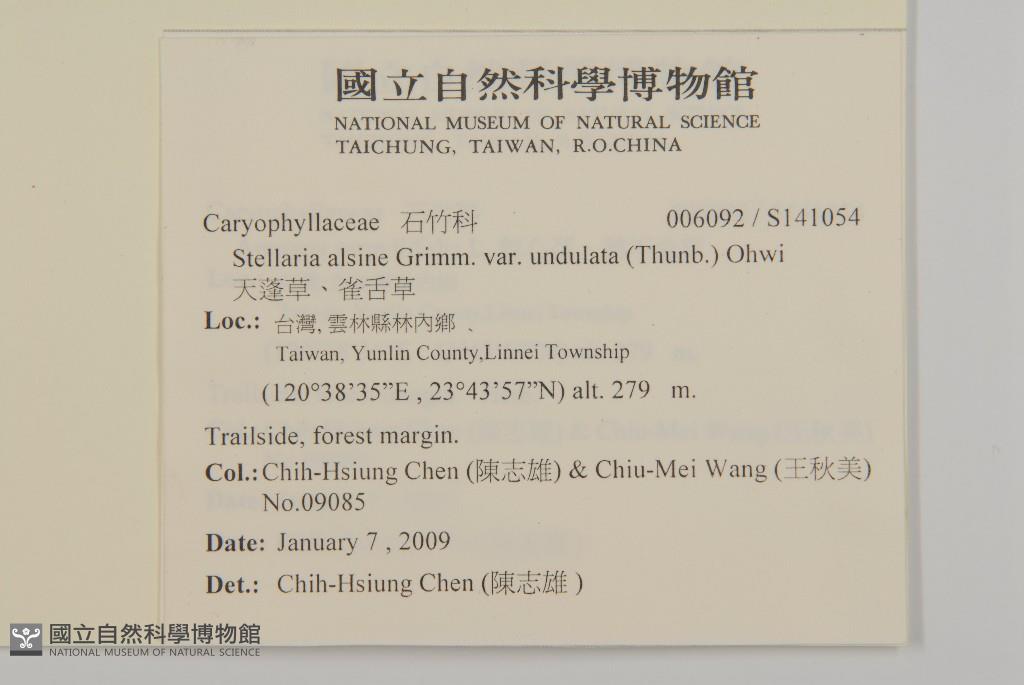 國立自然科學博物館
NATIONAL MUSEUM OF NATURAL SCIENCE
TAICHUNG, TAIWAN, R.O.CHINA
Caryophyllaceae 石竹科 006092 / S141054
Stellaria alsine Grimm. var. undulata (Thunb.) Ohwi
天蓬草、雀舌草
Loc.: 台灣, 雲林縣林內鄉 、
Taiwan, Yunlin County,Linnei Township
(120°38’35”E , 23°43’57”N) alt. 279 m.
Trailside, forest margin.
Col.: Chih-Hsiung Chen (陳志雄) & Chiu-Mei Wang (王秋美)
No.09085
Date: January 7 , 2009
Det.: Chih-Hsiung Chen (陳志雄 )
國立自然科學博物館
NATIONAL MUSEUM OF NATURAL SCIENCE